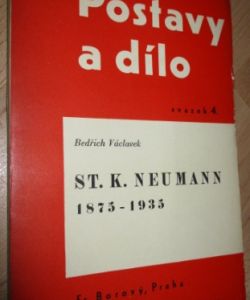 Postavy
a dílo
svazek 4.
Bedřich Václavek
ST. K. NEUMANN
1875-1935
Fr. Borový, Praha